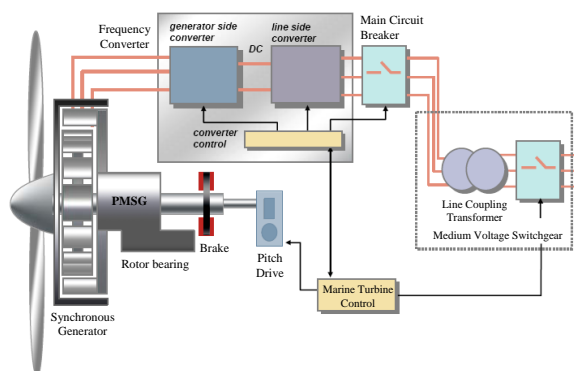 Frequency
Converter
generator side
converter
DC
line side
converter
Main Circuit
Breaker
converter
control
PMSG
Rotor bearing
Brake
Pitch
Drive
Synchronous
Generator
Line Coupling
Transformer
Medium Voltage Switchgear
Marine Turbine
Control